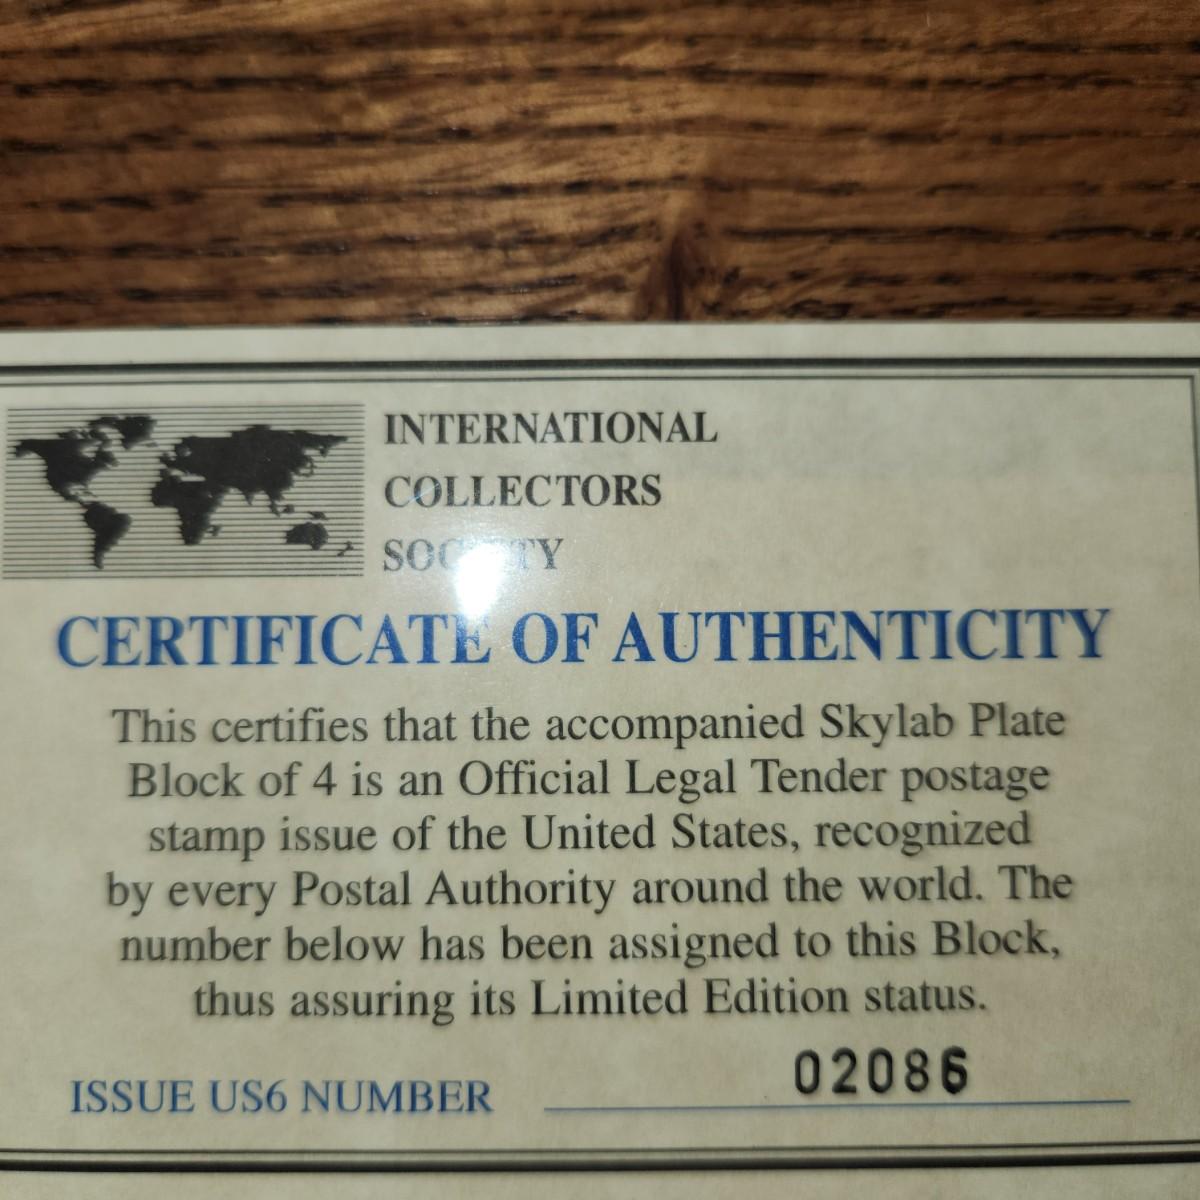 INTERNATIONAL
COLLECTORS
SOCIETY
CERTIFICATE OF AUTHENTICITY
This certifies that the accompanied Skylab Plate
Block of 4 is an Official Legal Tender postage
stamp issue of the United States, recognized
by every Postal Authority around the world. The
number below has been assigned to this Block,
thus assuring its Limited Edition status.
ISSUE US6 NUMBER 02086